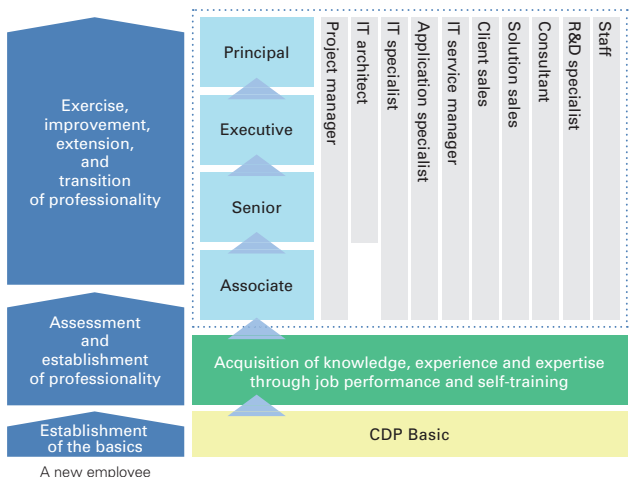 Exercise,
improvement,
extension,
and
transition
of professionality
Assessment
and
establishment
of professionality
Establishment
of the basics
A new employee
Principal
Executive
Senior
Associate
Project manager
IT architect
IT specialist
Application specialist
IT service manager
Client sales
Solution sales
Consultant
R&D specialist
Staff
Acquisition of knowledge, experience and expertise
through job performance and self-training
CDP Basic